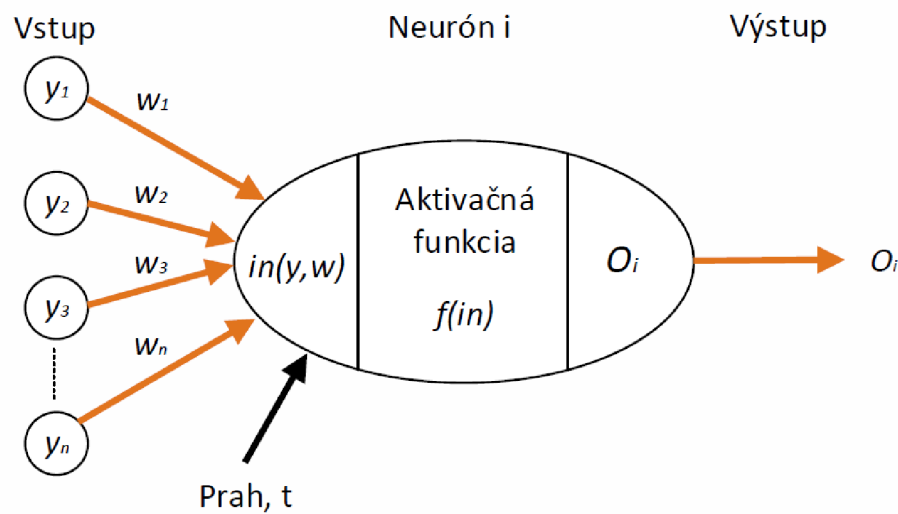 Vstup
Neurón i
Výstup
y1
w1
y2
w2
y3
w3
yn
wn
in(y,w)
Aktivačná
funkcia
f(in)
Oi
Oi
Prah, t